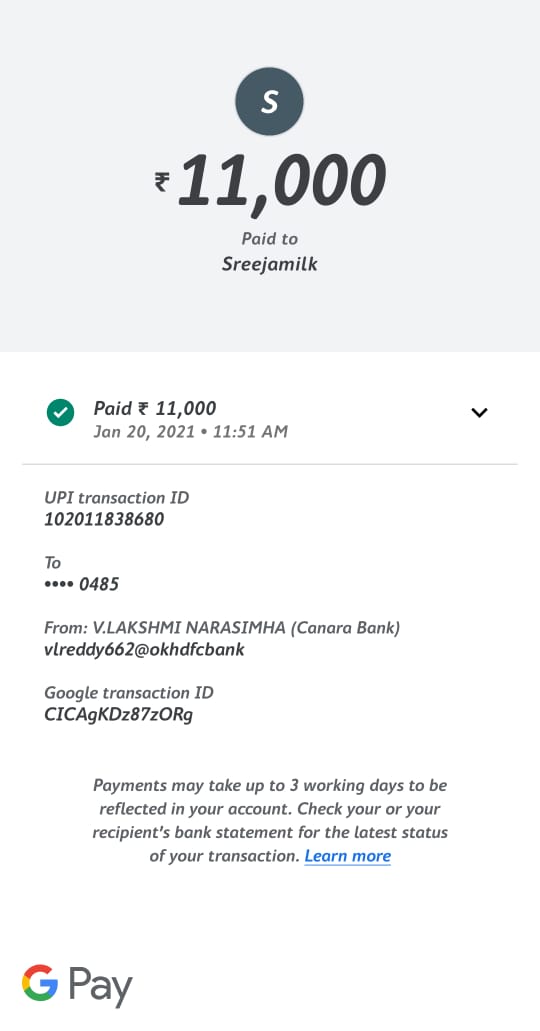 S
₹11,000
Paid to
Sreejamilk
Paid ₹ 11,000
Jan 20, 2021 • 11:51 AM
UPI transaction ID
102011838680
To
•••• 0485
From: V.LAKSHMI NARASIMHA (Canara Bank)
vlreddy662@okhdfcbank
Google transaction ID
CICAgKDz87zORg
Payments may take up to 3 working days to be
reflected in your account. Check your or your
recipient's bank statement for the latest status
of your transaction. Learn more
G Pay